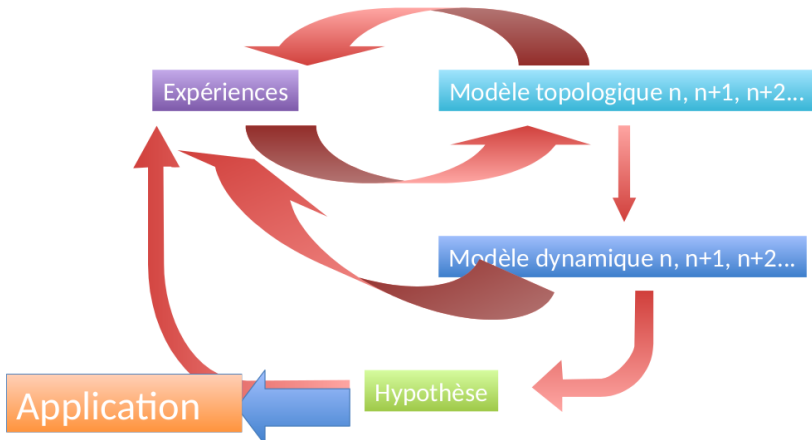 Expériences
Modèle topologique n, n+1, n+2...
Modèle dynamique n, n+1, n+2...
Hypothèse
Application